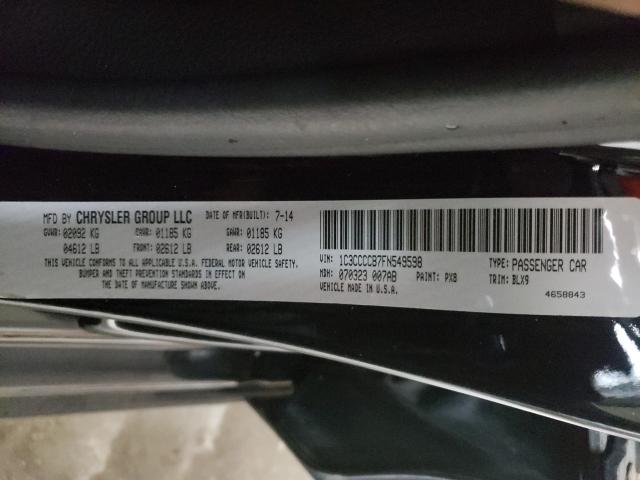 MFD BY CHRYSLER GROUP LLC DATE OF MFR(BUILT): 7-14
GVWR: 02092 KG GAWR: 01185 KG GAWR: 01185 KG
04612 LB FRONT: 02612 LB REAR: 02612 LB
THIS VEHICLE CONFORMS TO ALL APPLICABLE U.S.A. FEDERAL MOTOR VEHICLE SAFETY,
BUMPER AND THEFT PREVENTION STANDARDS IN EFFECT ON
THE DATE OF MANUFACTURE SHOWN ABOVE.
VIN: 1C3CCCCB7FN549598 TYPE: PASSENGER CAR
MDH: 070323 007AB PAINT: PX8 TRIM: BLX9
VEHICLE MADE IN U.S.A. 4658843